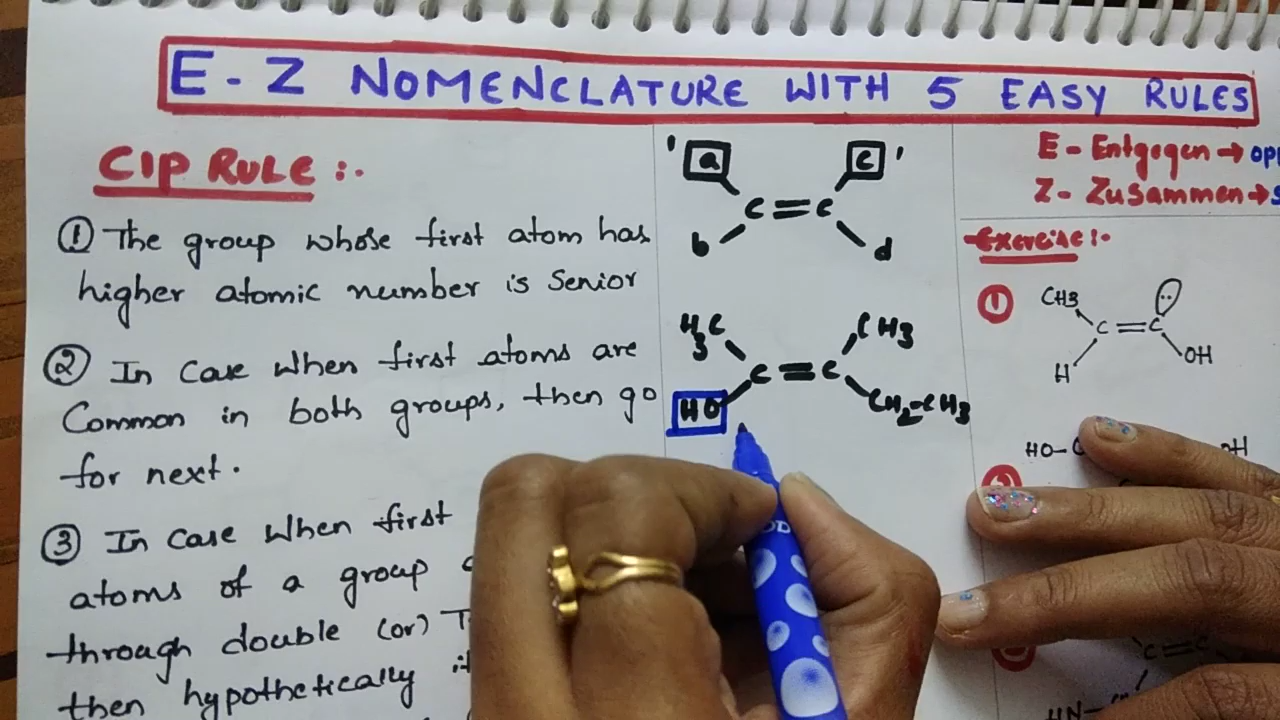 E - Z NOMENCLATURE WITH 5 EASY RULES
CIP RULE :-
① The group whose first atom has
higher atomic number is Senior
② In Case When first atoms are
Common in both groups, then go
for next.
③ In Case When first
atoms of a group
through double (or)
then hypothetically it
' a c '
C = C
b d
H3C CH3
C = C
HO CH2-CH3
E - Entgegen → opp
Z - Zusammen →
Exercise :-
①
CH3
C = C
H OH
HO-C OH
C = C
HN